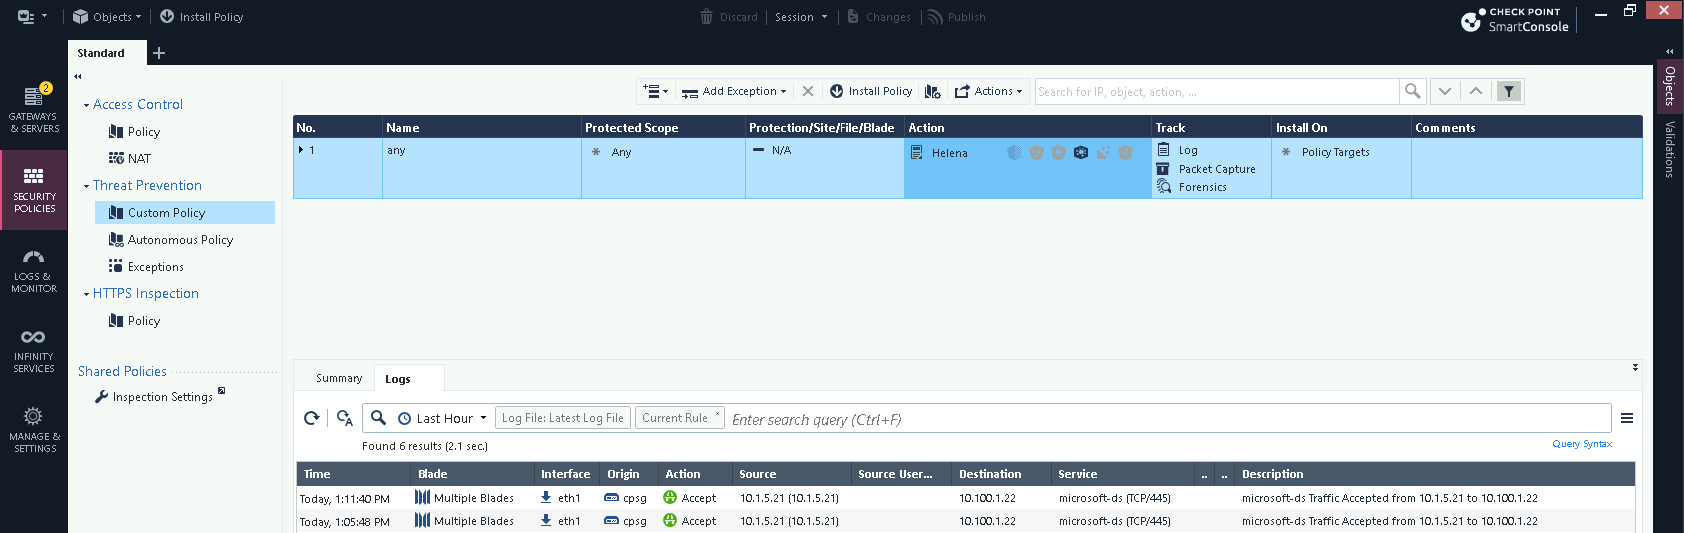 Objects
Install Policy
Discard
Session
Changes
Publish
CHECK POINT
SmartConsole
Standard
2
GATEWAYS
& SERVERS
SECURITY
POLICIES
LOGS &
MONITOR
INFINITY
SERVICES
MANAGE &
SETTINGS
Access Control
Policy
NAT
Threat Prevention
Custom Policy
Autonomous Policy
Exceptions
HTTPS Inspection
Policy
Shared Policies
Inspection Settings
Add Exception
Install Policy
Actions
Search for IP, object, action, ...
Objects
Validations
No. Name Protected Scope Protection/Site/File/Blade Action Track Install On Comments
1 any Any N/A Helena Log Policy Targets
Packet Capture
Forensics
Summary Logs
Last Hour Log File: Latest Log File Current Rule × Enter search query (Ctrl+F)
Found 6 results (2.1 sec.)
Query Syntax
Time Blade Interface Origin Action Source Source User... Destination Service .. .. Description
Today, 1:11:40 PM Multiple Blades eth1 cpsg Accept 10.1.5.21 (10.1.5.21) 10.100.1.22 microsoft-ds (TCP/445) microsoft-ds Traffic Accepted from 10.1.5.21 to 10.100.1.22
Today, 1:05:48 PM Multiple Blades eth1 cpsg Accept 10.1.5.21 (10.1.5.21) 10.100.1.22 microsoft-ds (TCP/445) microsoft-ds Traffic Accepted from 10.1.5.21 to 10.100.1.22